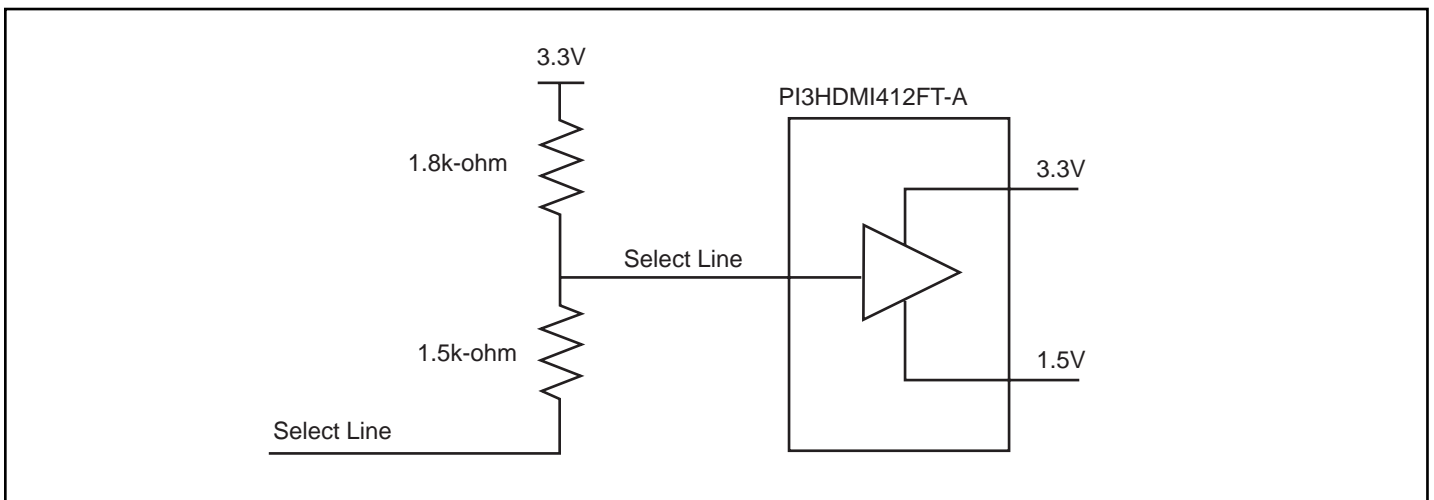 3.3V
PI3HDMI412FT-A
1.8k-ohm
3.3V
Select Line
1.5k-ohm
1.5V
Select Line